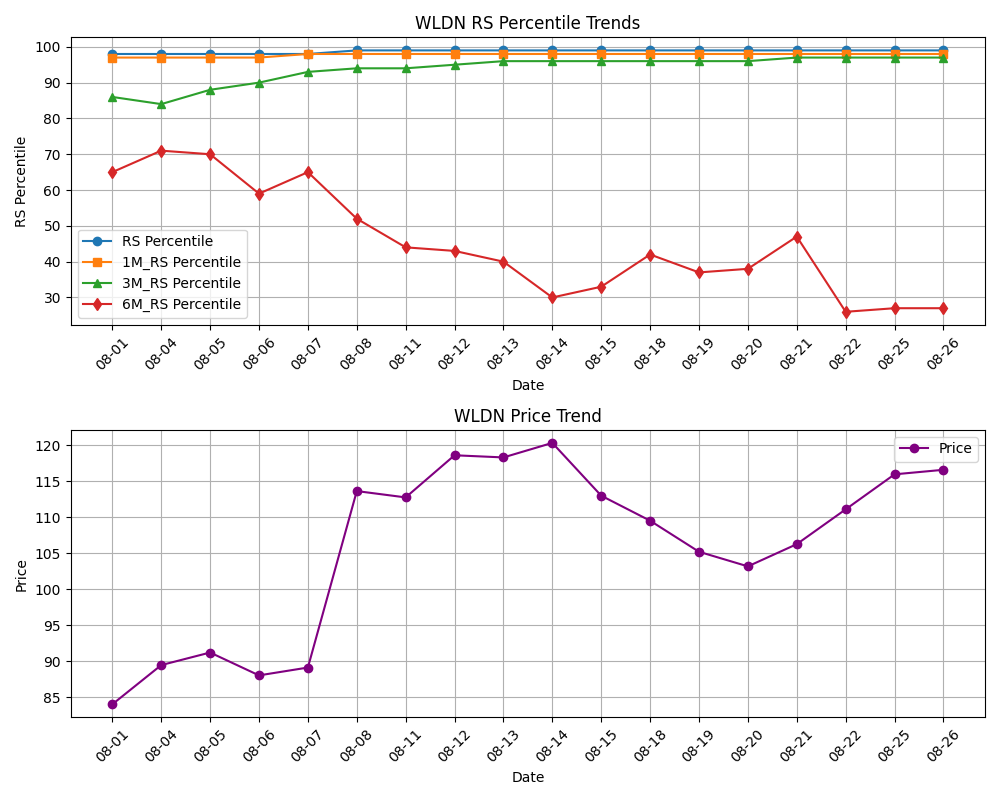 WLDN RS Percentile Trends
100
90
80
70
60
50
40
30
RS Percentile
RS Percentile
1M_RS Percentile
3M_RS Percentile
6M_RS Percentile
08-01 08-04 08-05 08-06 08-07 08-08 08-11 08-12 08-13 08-14 08-15 08-18 08-19 08-20 08-21 08-22 08-25 08-26
Date
WLDN Price Trend
120
115
110
105
100
95
90
85
Price
Price
08-01 08-04 08-05 08-06 08-07 08-08 08-11 08-12 08-13 08-14 08-15 08-18 08-19 08-20 08-21 08-22 08-25 08-26
Date